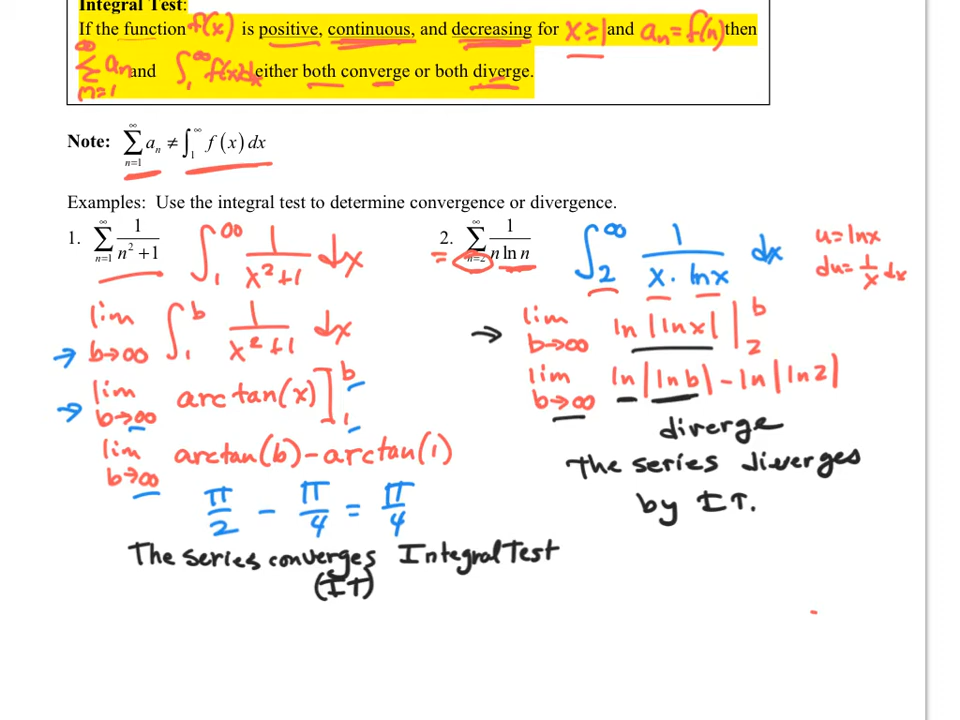 Integral Test:
If the function f(x) is positive, continuous, and decreasing for x ≥ 1 and aₙ = f(n) then
∑_{n=1}^{∞} aₙ and ∫₁^∞ f(x)dx either both converge or both diverge.
Note: ∑_{n=1}^{∞} aₙ ≠ ∫₁^∞ f(x) dx
Examples: Use the integral test to determine convergence or divergence.
1. ∑_{n=1}^{∞} 1/(n² + 1) ∫₁^∞ 1/(x²+1) dx
lim b→∞ ∫₁^b 1/(x²+1) dx
→ lim b→∞ arctan(x)]₁^b
→ lim b→∞ arctan(b) − arctan(1)
π/2 − π/4 = π/4
The series converges Integral Test
(IT)
2. ∑_{n=2}^{∞} 1/(n ln n) ∫₂^∞ 1/(x · lnx) dx
=
u = lnx
du = 1/x dx
→ lim b→∞ ln|lnx| |₂^b
lim b→∞ ln|lnb| − ln|ln2|
diverge
The series diverges
by IT.